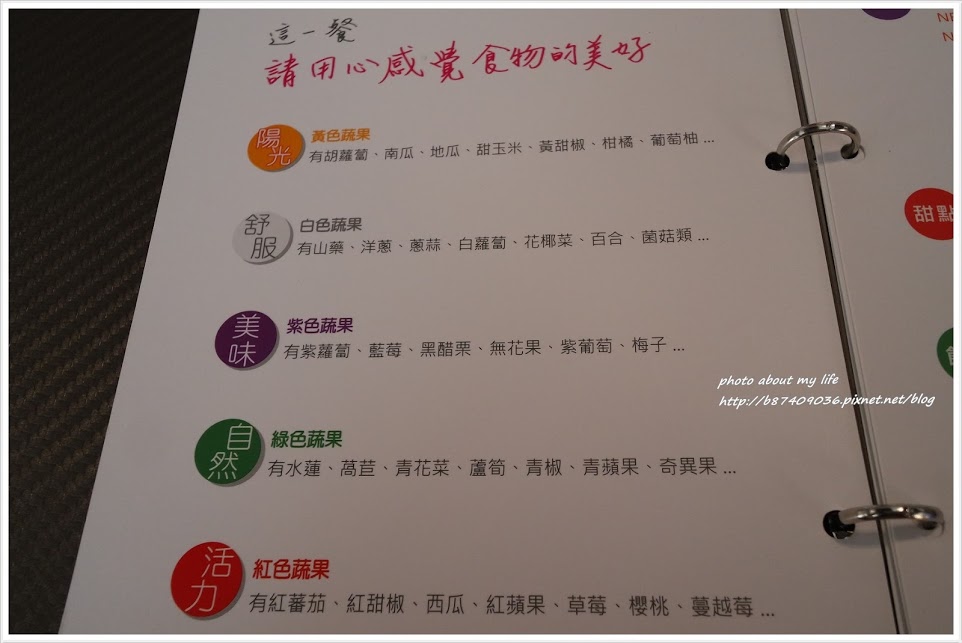 這一餐
請用心感覺食物的美好
陽光
黃色蔬果
有胡蘿蔔、南瓜、地瓜、甜玉米、黃甜椒、柑橘、葡萄柚 ...
舒服
白色蔬果
有山藥、洋蔥、蔥蒜、白蘿蔔、花椰菜、百合、菌菇類 ...
美味
紫色蔬果
有紫蘿蔔、藍莓、黑醋栗、無花果、紫葡萄、梅子 ...
自然
綠色蔬果
有水蓮、萵苣、青花菜、蘆筍、青椒、青蘋果、奇異果 ...
活力
紅色蔬果
有紅蕃茄、紅甜椒、西瓜、紅蘋果、草莓、櫻桃、蔓越莓 ...
甜點
photo about my life
http://b87409036.pixnet.net/blog